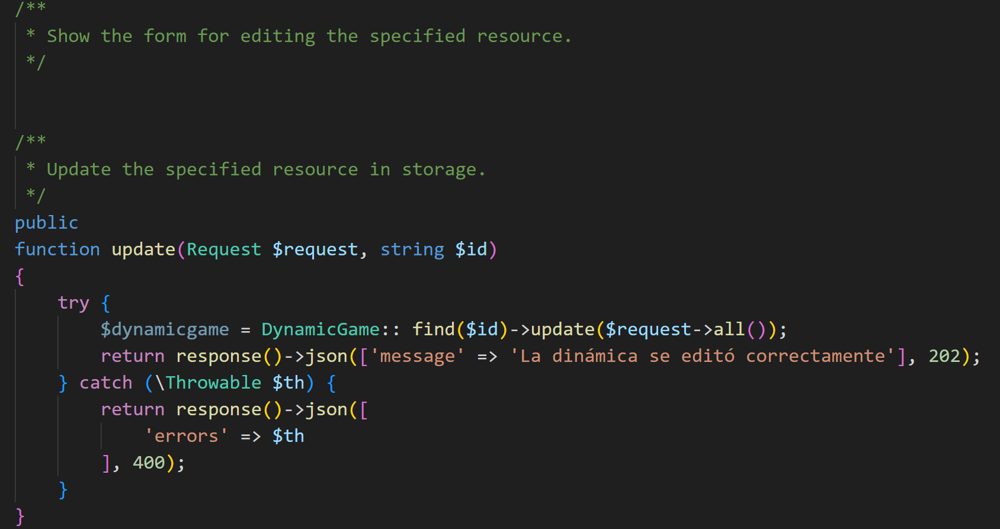 /**
 * Show the form for editing the specified resource.
 */
/**
 * Update the specified resource in storage.
 */
public
function update(Request $request, string $id)
{
    try {
        $dynamicgame = DynamicGame:: find($id)->update($request->all());
        return response()->json(['message' => 'La dinámica se editó correctamente'], 202);
    } catch (\Throwable $th) {
        return response()->json([
            'errors' => $th
        ], 400);
    }
}